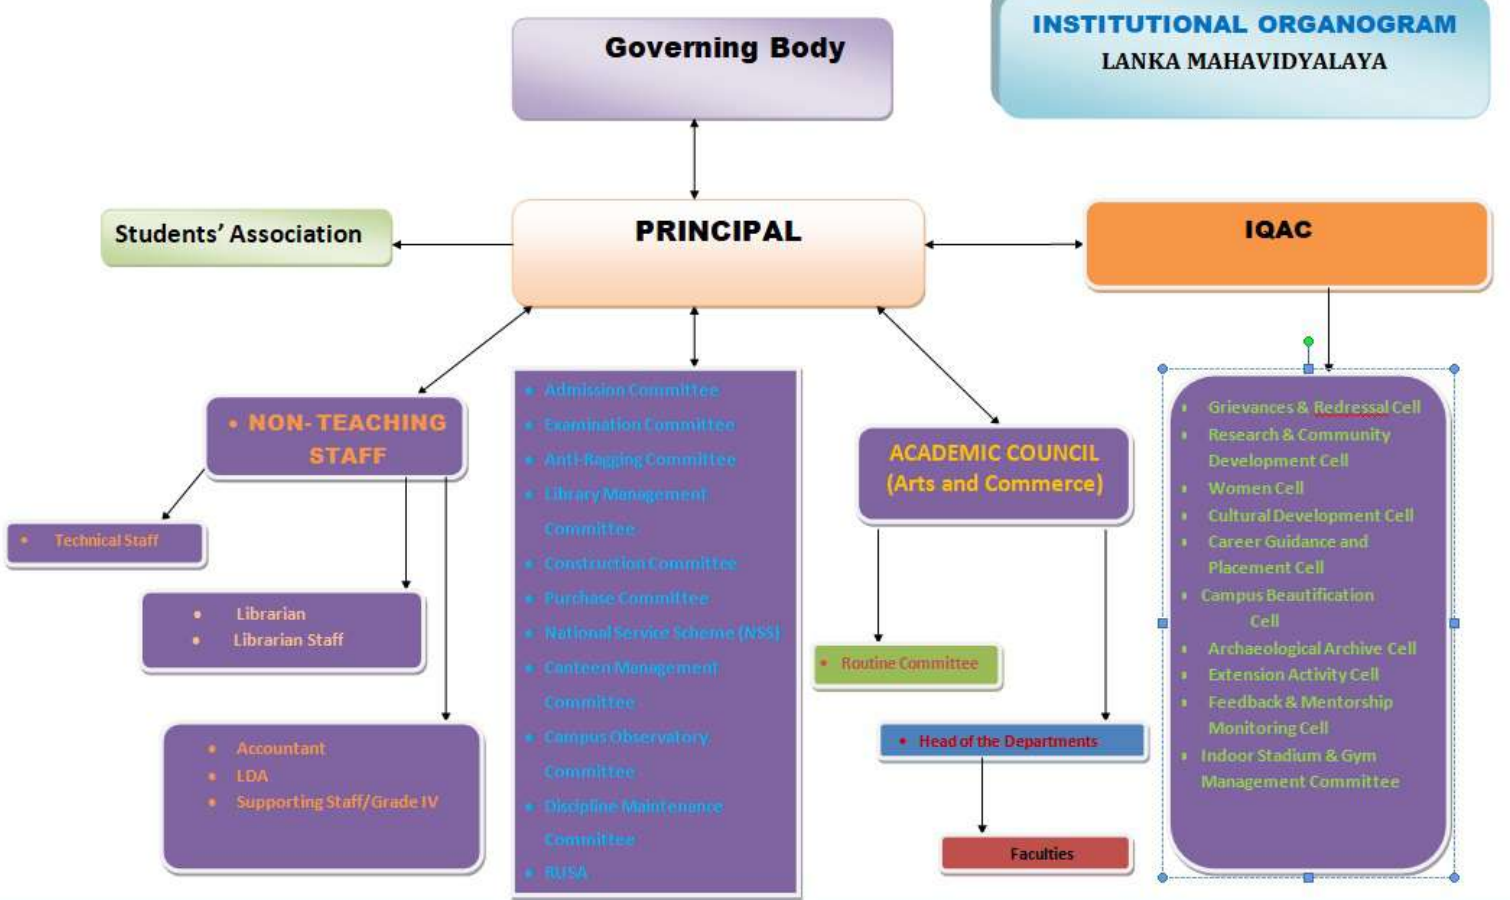 INSTITUTIONAL ORGANOGRAM
LANKA MAHAVIDYALAYA
Governing Body
Students’ Association
PRINCIPAL
IQAC
• NON- TEACHING
STAFF
• Technical Staff
• Librarian
• Librarian Staff
• Accountant
• LDA
• Supporting Staff/Grade IV
• Admission Committee
• Examination Committee
• Anti-Ragging Committee
• Library Management
Committee
• Construction Committee
• Purchase Committee
• National Service Scheme (NSS)
• Canteen Management
Committee
• Campus Observatory
Committee
• Discipline Maintenance
Committee
• RUSA
ACADEMIC COUNCIL
(Arts and Commerce)
• Routine Committee
• Head of the Departments
Faculties
• Grievances & Redressal Cell
• Research & Community
Development Cell
• Women Cell
• Cultural Development Cell
• Career Guidance and
Placement Cell
• Campus Beautification
Cell
• Archaeological Archive Cell
• Extension Activity Cell
• Feedback & Mentorship
Monitoring Cell
• Indoor Stadium & Gym
Management Committee